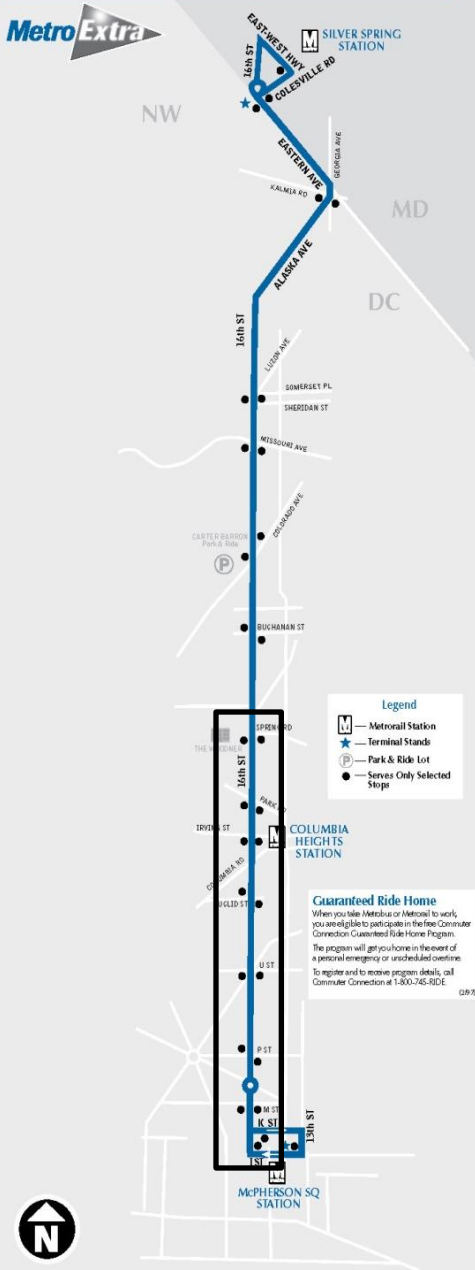 MetroExtra
EAST-WEST HWY
SILVER SPRING
STATION
16th ST
COLESVILLE RD
NW
EASTERN AVE
GEORGIA AVE
KALMIA RD
MD
ALASKA AVE
DC
16th ST
LUZON AVE
SOMERSET PL
SHERIDAN ST
MISSOURI AVE
COLORADO AVE
CARTER BARRON
Park & Ride
P
BUCHANAN ST
Legend
M — Metrorail Station
★ — Terminal Stands
P — Park & Ride Lot
● — Serves Only Selected
Stops
SPRING RD
THE
16th ST
PARK
IRVING ST
COLUMBIA
HEIGHTS
STATION
COLUMBIA RD
Guaranteed Ride Home
When you take Metrobus or Metrorail to work,
you are eligible to participate in the free Commuter
Connection Guaranteed Ride Home Program.
The program will get you home in the event of
a personal emergency or unscheduled overtime.
To register and to receive program details, call
Commuter Connection at 1-800-745-RIDE.
U ST
P ST
M ST
K ST
13th ST
I ST
McPHERSON SQ
STATION
N